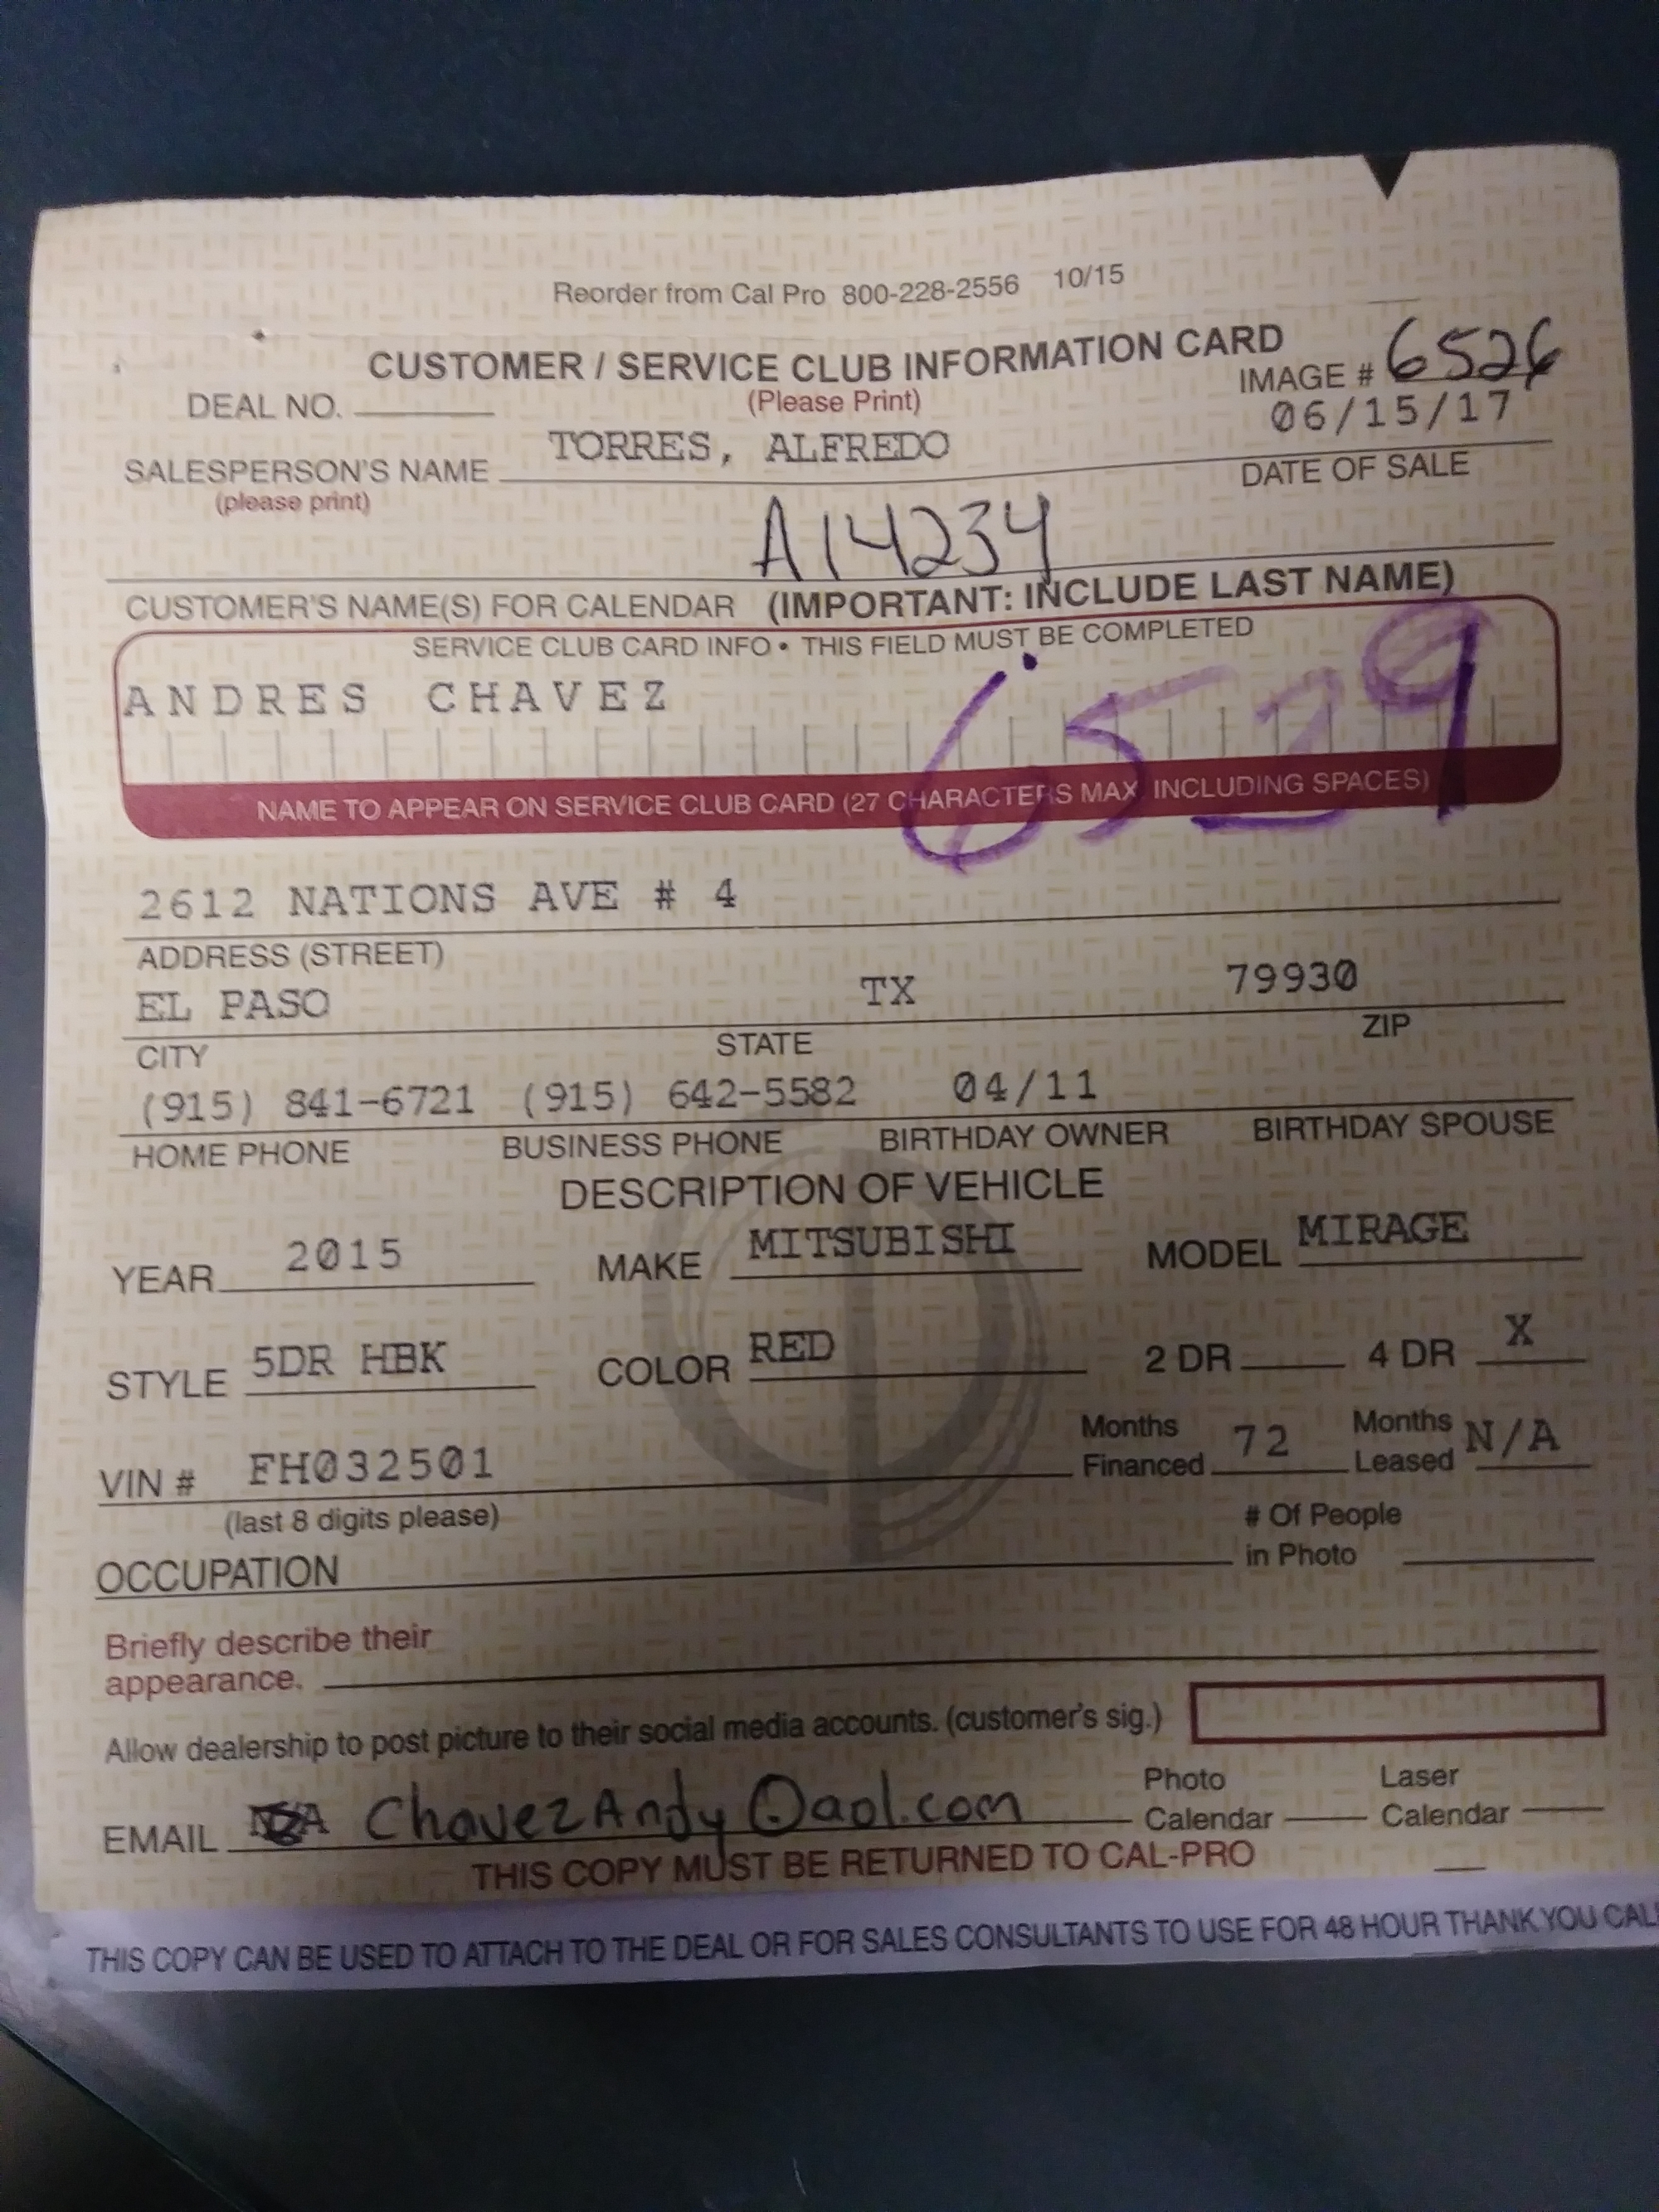 Reorder from Cal Pro 800-228-2556 10/15
CUSTOMER / SERVICE CLUB INFORMATION CARD
(Please Print)
IMAGE # 6526
DEAL NO.
06/15/17
TORRES, ALFREDO
SALESPERSON'S NAME
DATE OF SALE
(please print)
A14234
CUSTOMER'S NAME(S) FOR CALENDAR (IMPORTANT: INCLUDE LAST NAME)
SERVICE CLUB CARD INFO • THIS FIELD MUST BE COMPLETED
ANDRES CHAVEZ
6529
NAME TO APPEAR ON SERVICE CLUB CARD (27 CHARACTERS MAX INCLUDING SPACES)
2612 NATIONS AVE # 4
ADDRESS (STREET)
EL PASO TX 79930
CITY STATE ZIP
(915) 841-6721 (915) 642-5582 04/11
HOME PHONE BUSINESS PHONE BIRTHDAY OWNER BIRTHDAY SPOUSE
DESCRIPTION OF VEHICLE
YEAR 2015 MAKE MITSUBISHI MODEL MIRAGE
STYLE 5DR HBK COLOR RED 2 DR 4 DR X
VIN # FH032501 Months Financed 72 Months Leased N/A
(last 8 digits please)
OCCUPATION # Of People in Photo
Briefly describe their
appearance.
Allow dealership to post picture to their social media accounts. (customer's sig.)
EMAIL ChavezAndy@aol.com Photo Calendar Laser Calendar
THIS COPY MUST BE RETURNED TO CAL-PRO
THIS COPY CAN BE USED TO ATTACH TO THE DEAL OR FOR SALES CONSULTANTS TO USE FOR 48 HOUR THANK YOU CAL